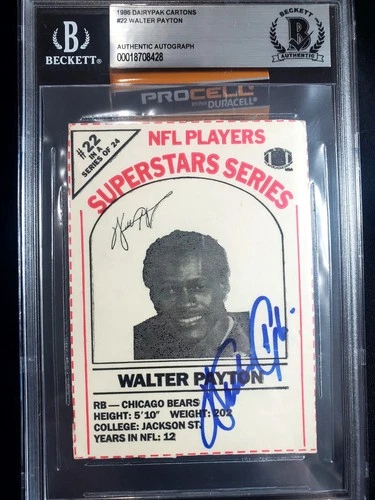 BECKETT
1986 DAIRYPAK CARTONS
#22 WALTER PAYTON
AUTHENTIC AUTOGRAPH
00018708428
BECKETT
AUTHENTIC
PROCELL
DURACELL
#22
IN A
SERIES OF 24
NFL PLAYERS
SUPERSTARS SERIES
WALTER PAYTON
RB — CHICAGO BEARS
HEIGHT: 5'10" WEIGHT: 202
COLLEGE: JACKSON ST.
YEARS IN NFL: 12